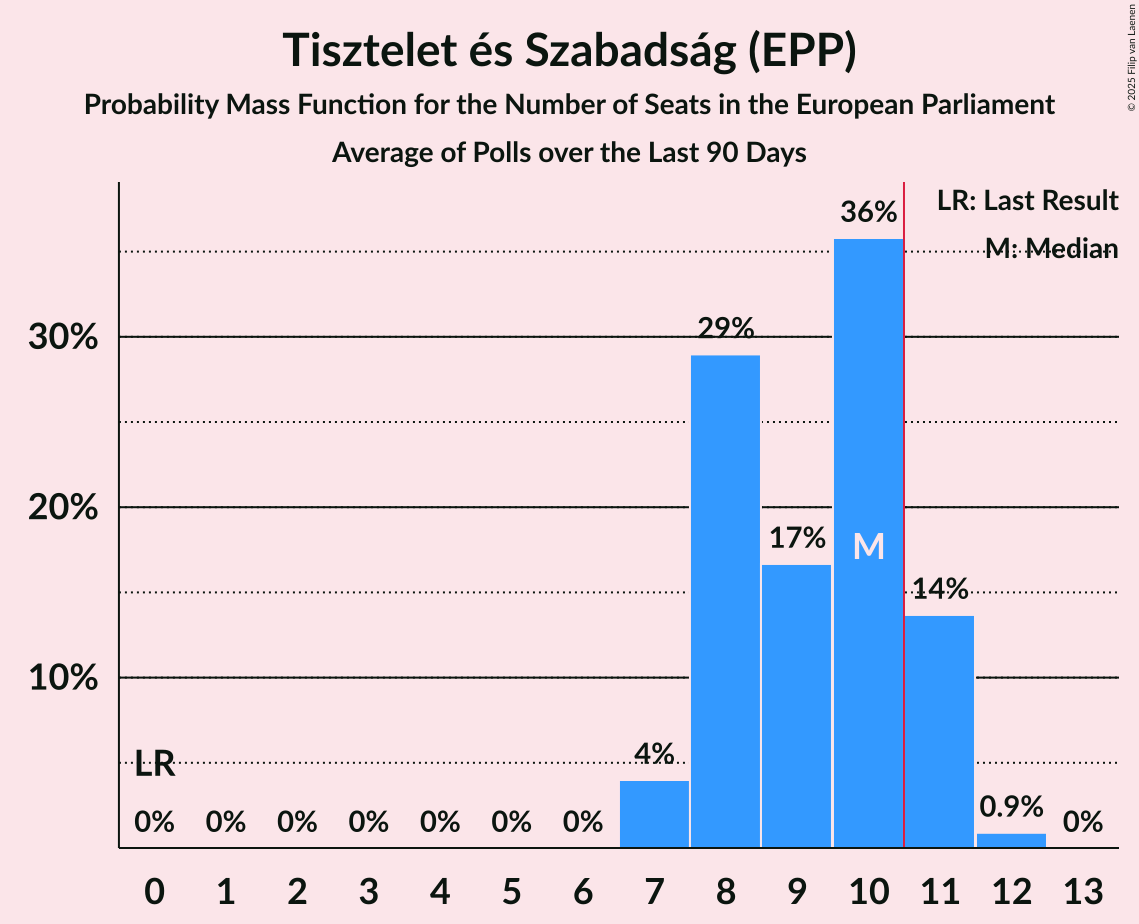 Tisztelet és Szabadság (EPP)
Probability Mass Function for the Number of Seats in the European Parliament
Average of Polls over the Last 90 Days
© 2025 Filip van Laenen
LR: Last Result
M: Median
36%
30%
29%
20%
17%
M
14%
10%
LR
4%
0% 0% 0% 0% 0% 0% 0% 0.9% 0%
0 1 2 3 4 5 6 7 8 9 10 11 12 13